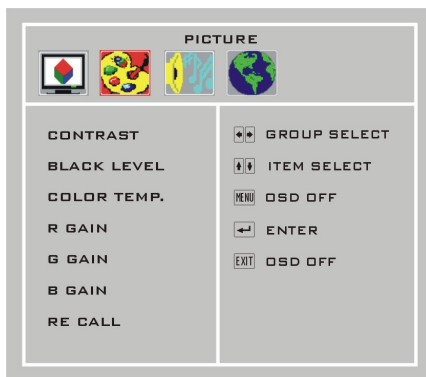 PICTURE
CONTRAST
BLACK LEVEL
COLOR TEMP.
R GAIN
G GAIN
B GAIN
RE CALL
GROUP SELECT
ITEM SELECT
MENU OSD OFF
ENTER
EXIT OSD OFF